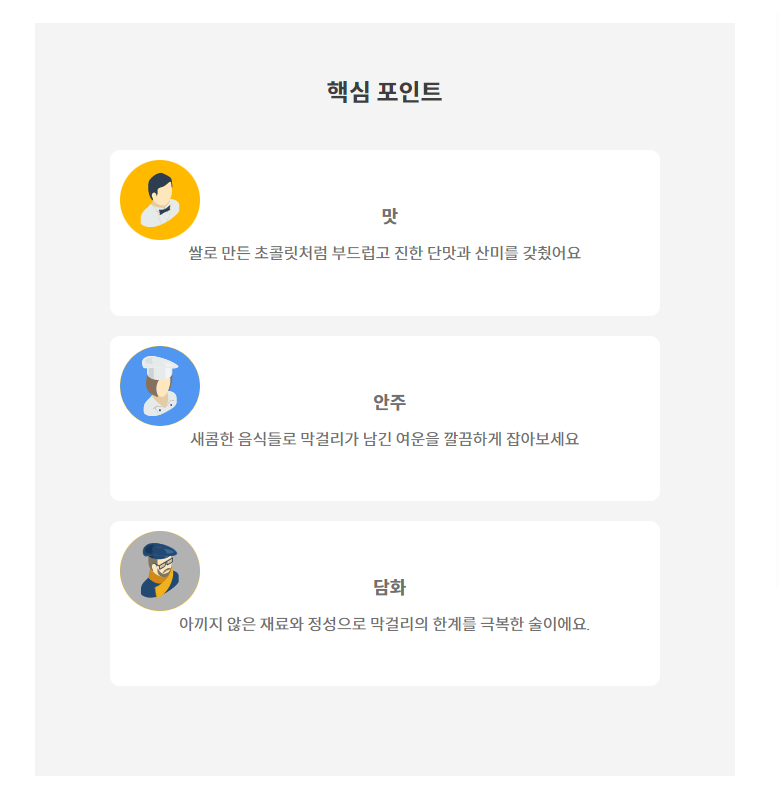 핵심 포인트
맛
쌀로 만든 초콜릿처럼 부드럽고 진한 단맛과 산미를 갖췄어요
안주
새콤한 음식들로 막걸리가 남긴 여운을 깔끔하게 잡아보세요
담화
아끼지 않은 재료와 정성으로 막걸리의 한계를 극복한 술이에요.